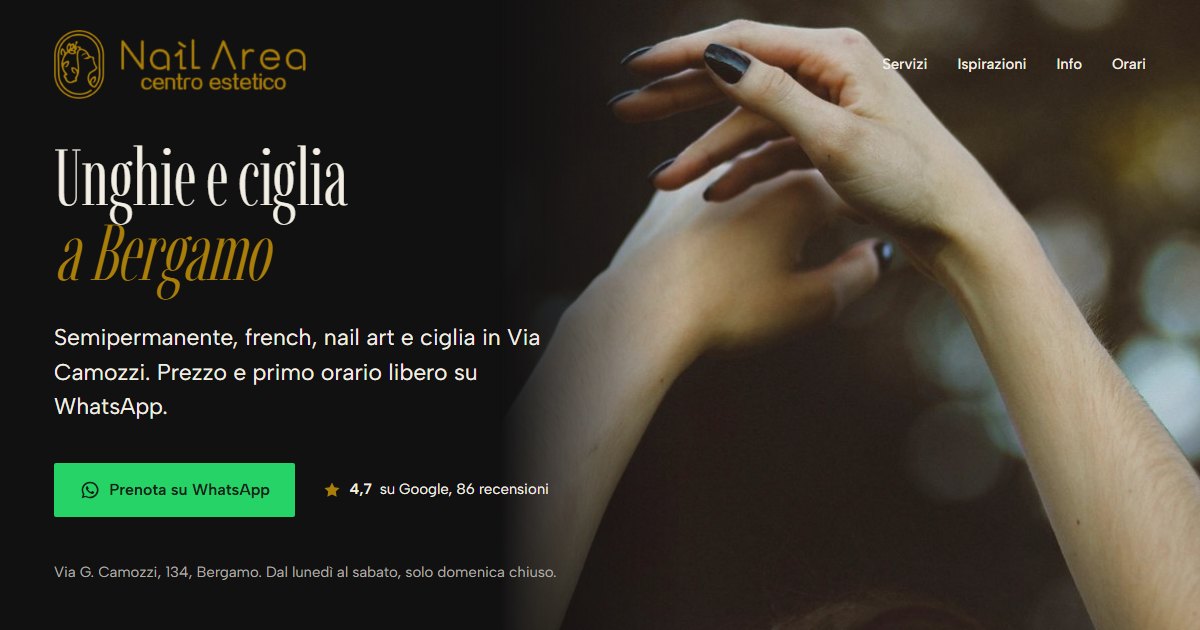 Nail Area
centro estetico
Servizi
Ispirazioni
Info
Orari
Unghie e ciglia
a Bergamo
Semipermanente, french, nail art e ciglia in Via
Camozzi. Prezzo e primo orario libero su
WhatsApp.
Prenota su WhatsApp
4,7 su Google, 86 recensioni
Via G. Camozzi, 134, Bergamo. Dal lunedì al sabato, solo domenica chiuso.